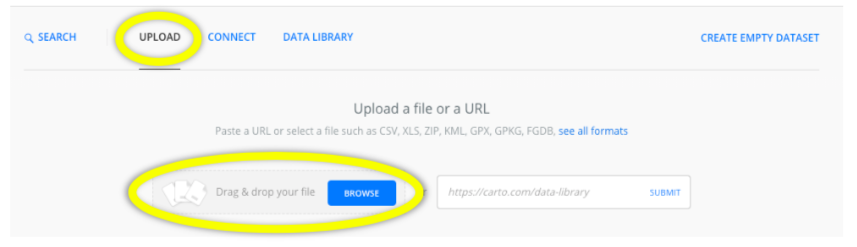 SEARCH UPLOAD CONNECT DATA LIBRARY CREATE EMPTY DATASET
Upload a file or a URL
Paste a URL or select a file such as CSV, XLS, ZIP, KML, GPX, GPKG, FGDB, see all formats
Drag & drop your file BROWSE https://carto.com/data-library SUBMIT